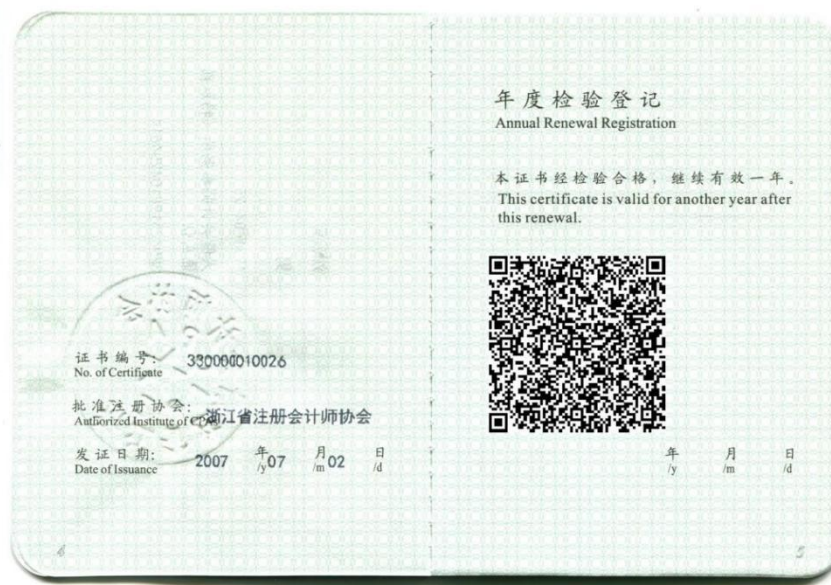 证书编号: 330000010026
No. of Certificate
批准注册协会: 浙江省注册会计师协会
Authorized Institute of CPAs
发证日期: 2007 年 07 月 02 日
Date of Issuance /y /m /d
年度检验登记
Annual Renewal Registration
本证书经检验合格，继续有效一年。
This certificate is valid for another year after
this renewal.
年 月 日
/y /m /d
4
5